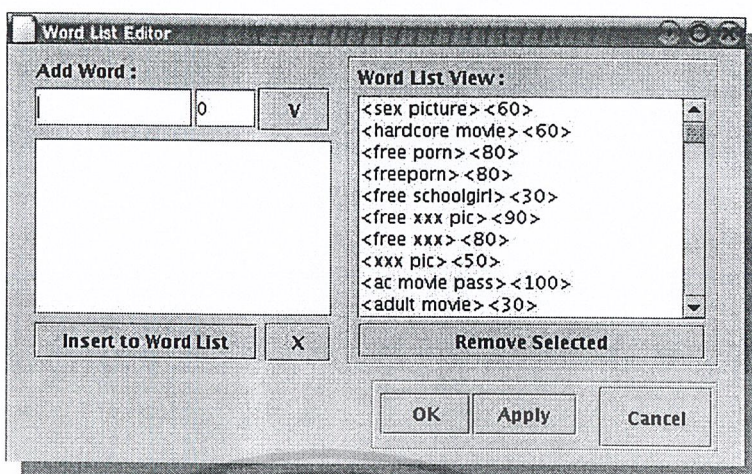 Word List Editor
Add Word :
0
V
Insert to Word List
X
Word List View :
<sex picture> <60>
<hardcore movie> <60>
<free porn> <80>
<freeporn> <80>
<free schoolgirl> <30>
<free xxx pic> <90>
<free xxx> <80>
<xxx pic> <50>
<ac movie pass> <100>
<adult movie> <30>
Remove Selected
OK
Apply
Cancel